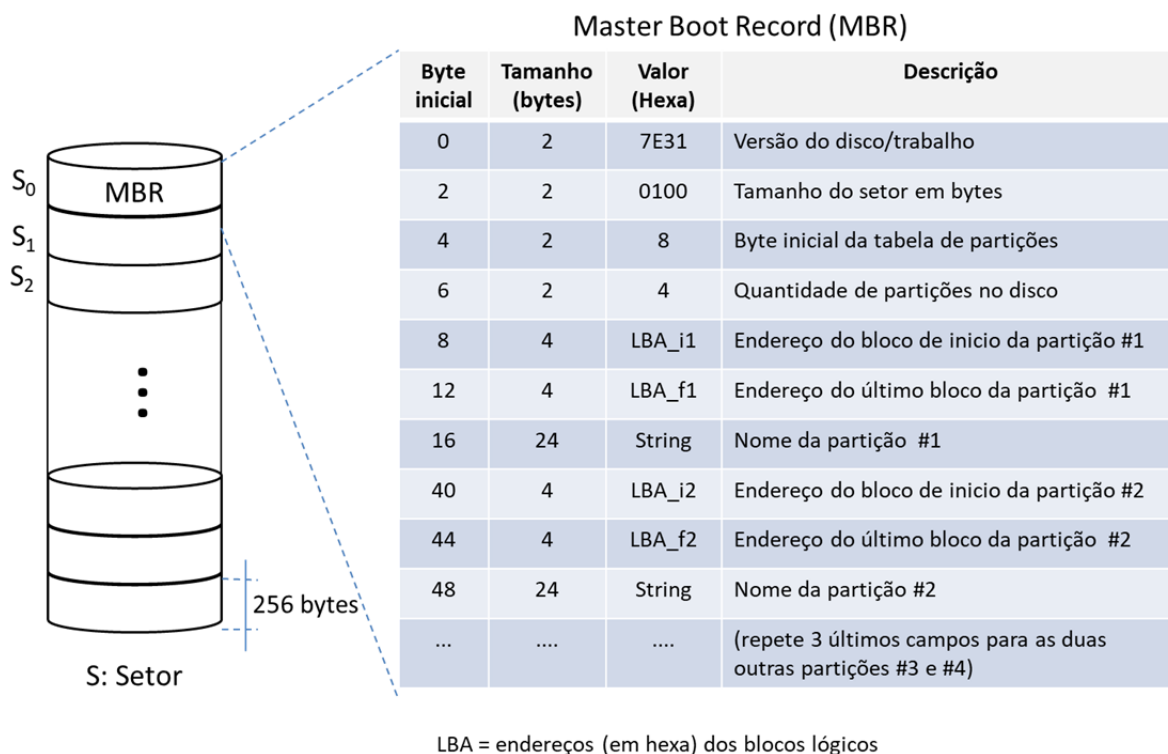 Master Boot Record (MBR)
Byte inicial Tamanho (bytes) Valor (Hexa) Descrição
0 2 7E31 Versão do disco/trabalho
2 2 0100 Tamanho do setor em bytes
4 2 8 Byte inicial da tabela de partições
6 2 4 Quantidade de partições no disco
8 4 LBA_i1 Endereço do bloco de inicio da partição #1
12 4 LBA_f1 Endereço do último bloco da partição #1
16 24 String Nome da partição #1
40 4 LBA_i2 Endereço do bloco de inicio da partição #2
44 4 LBA_f2 Endereço do último bloco da partição #2
48 24 String Nome da partição #2
... .... .... (repete 3 últimos campos para as duas
outras partições #3 e #4)
S₀ MBR
S₁
S₂
256 bytes
S: Setor
LBA = endereços (em hexa) dos blocos lógicos